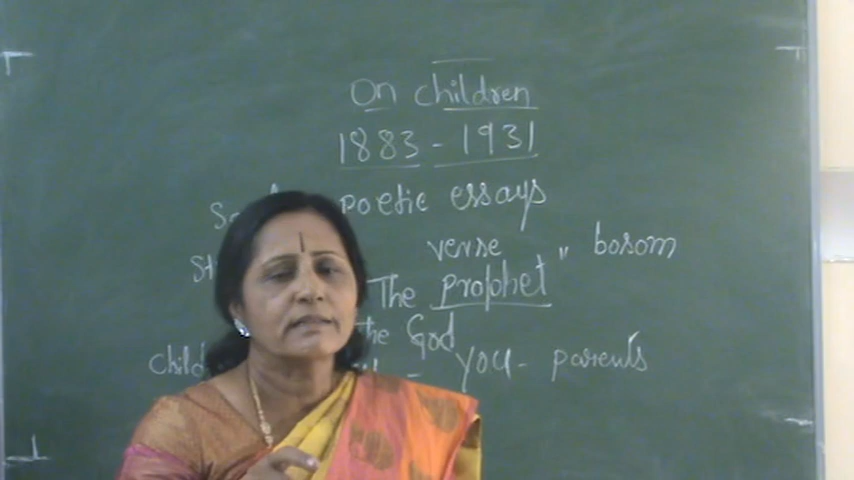 On children
1883 - 1931
poetic essays
verse " bosom
The prophet
the God
you - parents